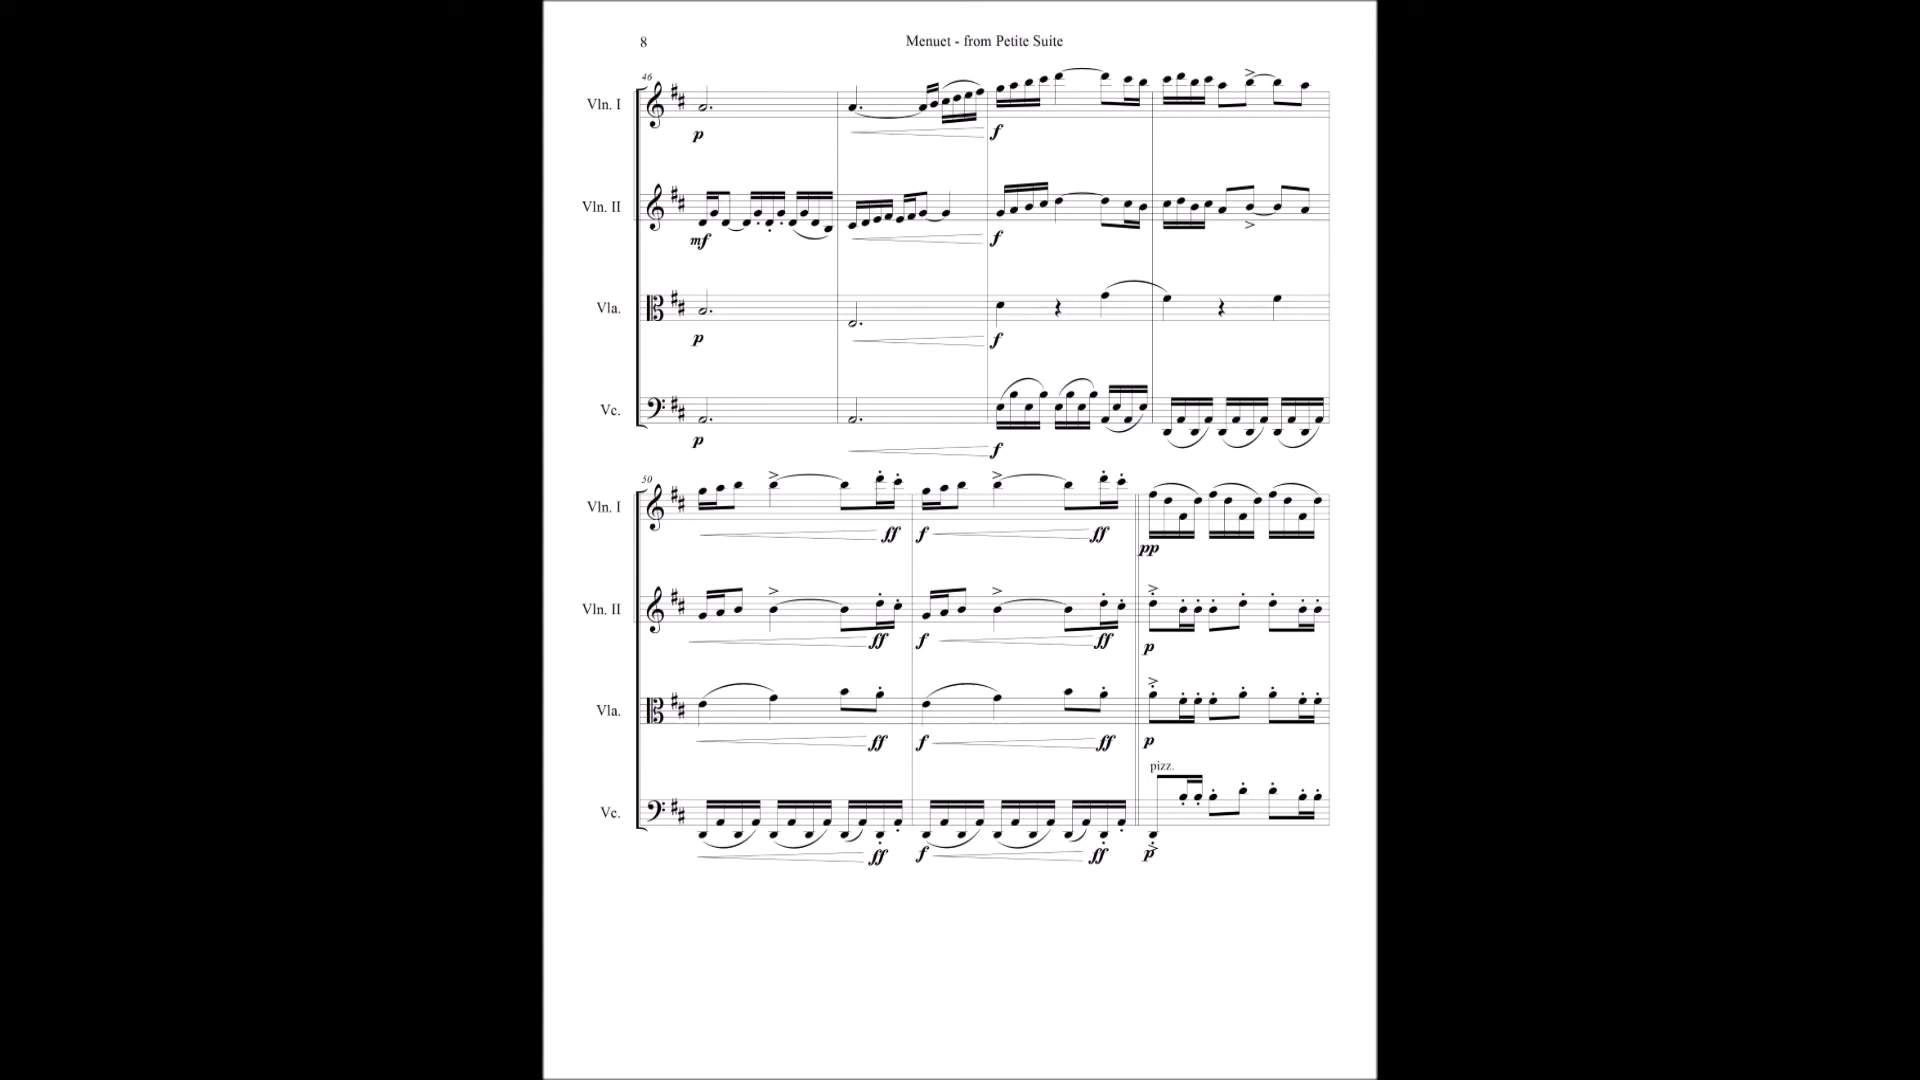 8
Menuet - from Petite Suite
46
Vln. I
p
f
Vln. II
mf
f
Vla.
p
f
Vc.
p
f
50
Vln. I
ff f ff pp
Vln. II
ff f ff p
Vla.
ff f ff p
pizz.
Vc.
ff f ff p